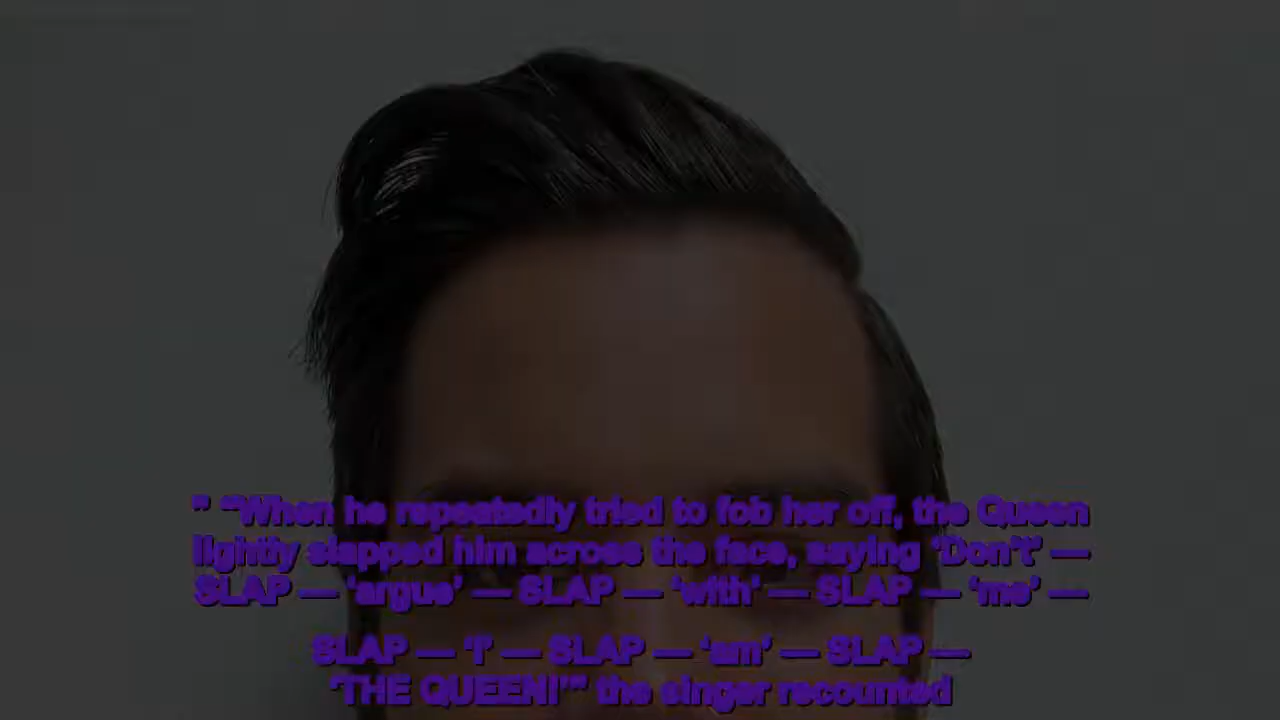 " “When he repeatedly tried to fob her off, the Queen
lightly slapped him across the face, saying ‘Don’t’ —
SLAP — ‘argue’ — SLAP — ‘with’ — SLAP — ‘me’ —
SLAP — ‘I’ — SLAP — ‘am’ — SLAP —
‘THE QUEEN!’” the singer recounted